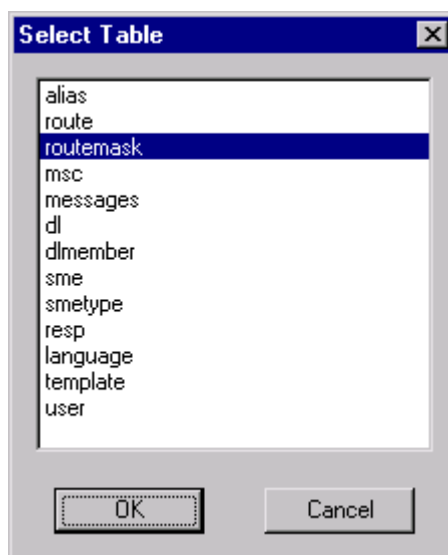 Select Table
alias
route
routemask
msc
messages
dl
dlmember
sme
smetype
resp
language
template
user
OK
Cancel